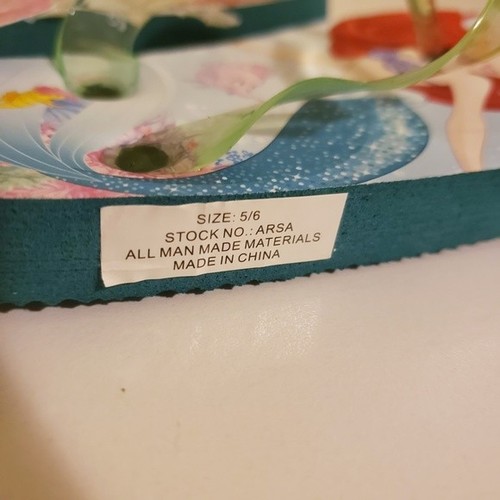 SIZE: 5/6
STOCK NO.: ARSA
ALL MAN MADE MATERIALS
MADE IN CHINA